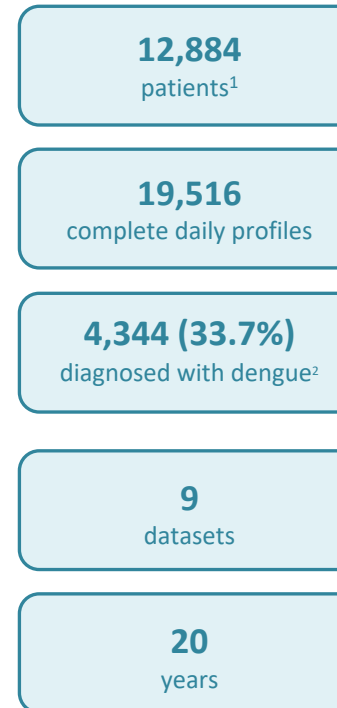 12,884
patients¹
19,516
complete daily profiles
4,344 (33.7%)
diagnosed with dengue²
9
datasets
20
years